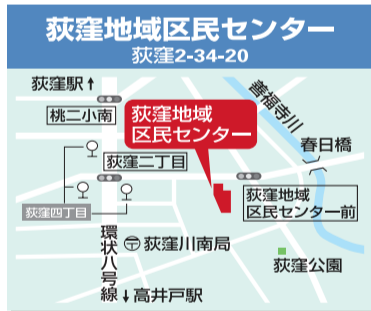 荻窪地域区民センター
荻窪2-34-20
荻窪駅↑
桃二小南
荻窪地域
区民センター
善福寺川
春日橋
荻窪二丁目
荻窪四丁目
荻窪地域
区民センター前
環状八号線
〒荻窪川南局
荻窪公園
↓高井戸駅